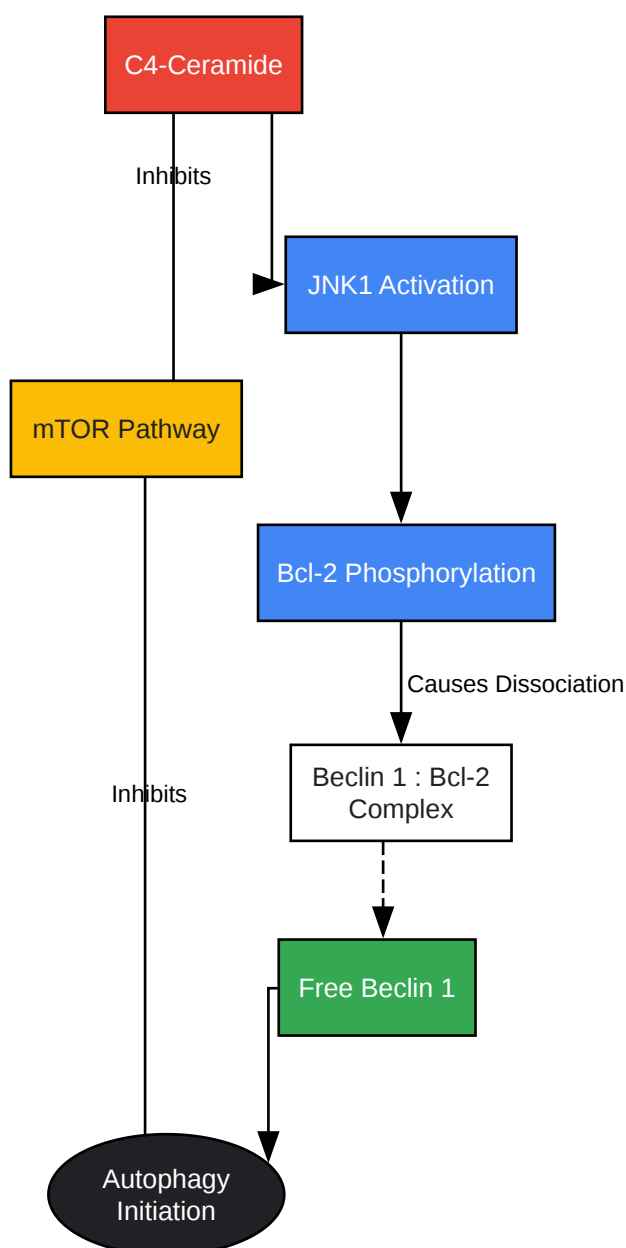 C4-Ceramide
Inhibits
JNK1 Activation
mTOR Pathway
Bcl-2 Phosphorylation
Causes Dissociation
Beclin 1 : Bcl-2
Complex
Inhibits
Free Beclin 1
Autophagy
Initiation